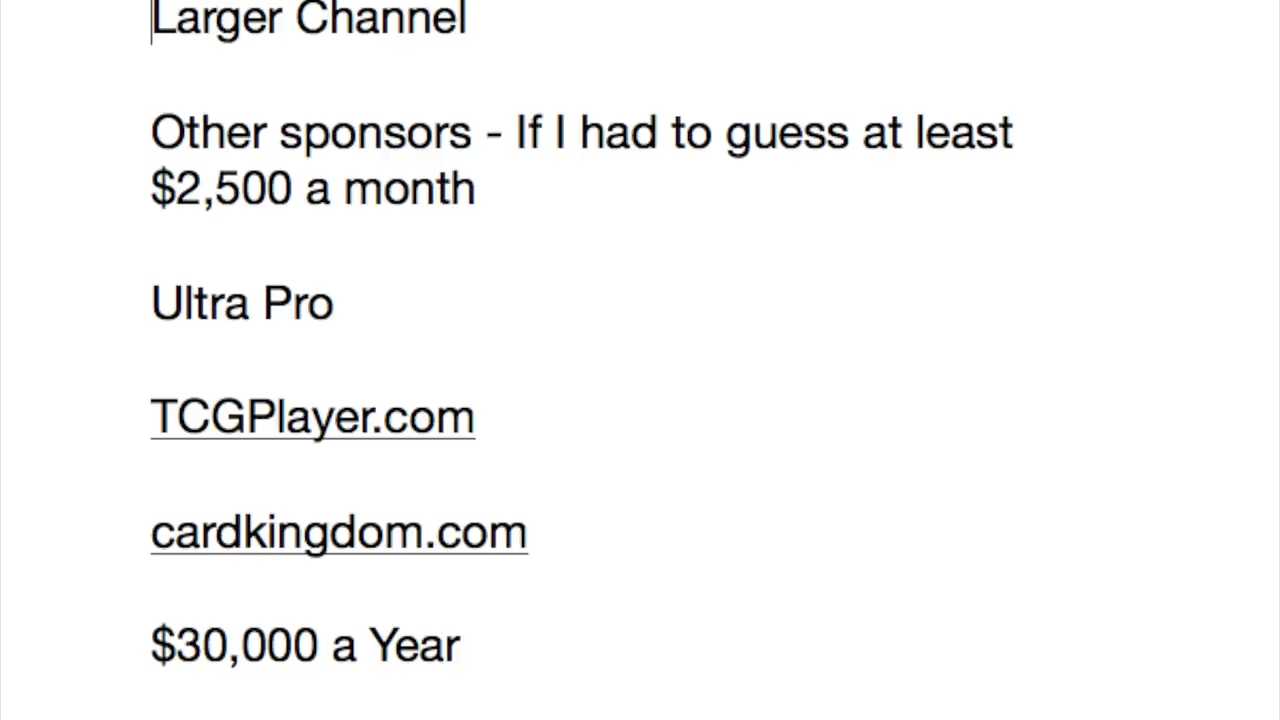 Larger Channel
Other sponsors - If I had to guess at least
$2,500 a month
Ultra Pro
TCGPlayer.com
cardkingdom.com
$30,000 a Year